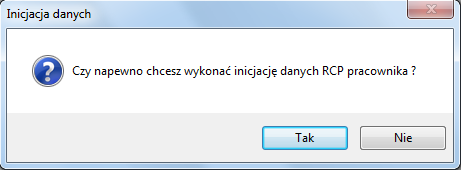 Inicjacja danych
Czy napewno chcesz wykonać inicjację danych RCP pracownika ?
Tak
Nie